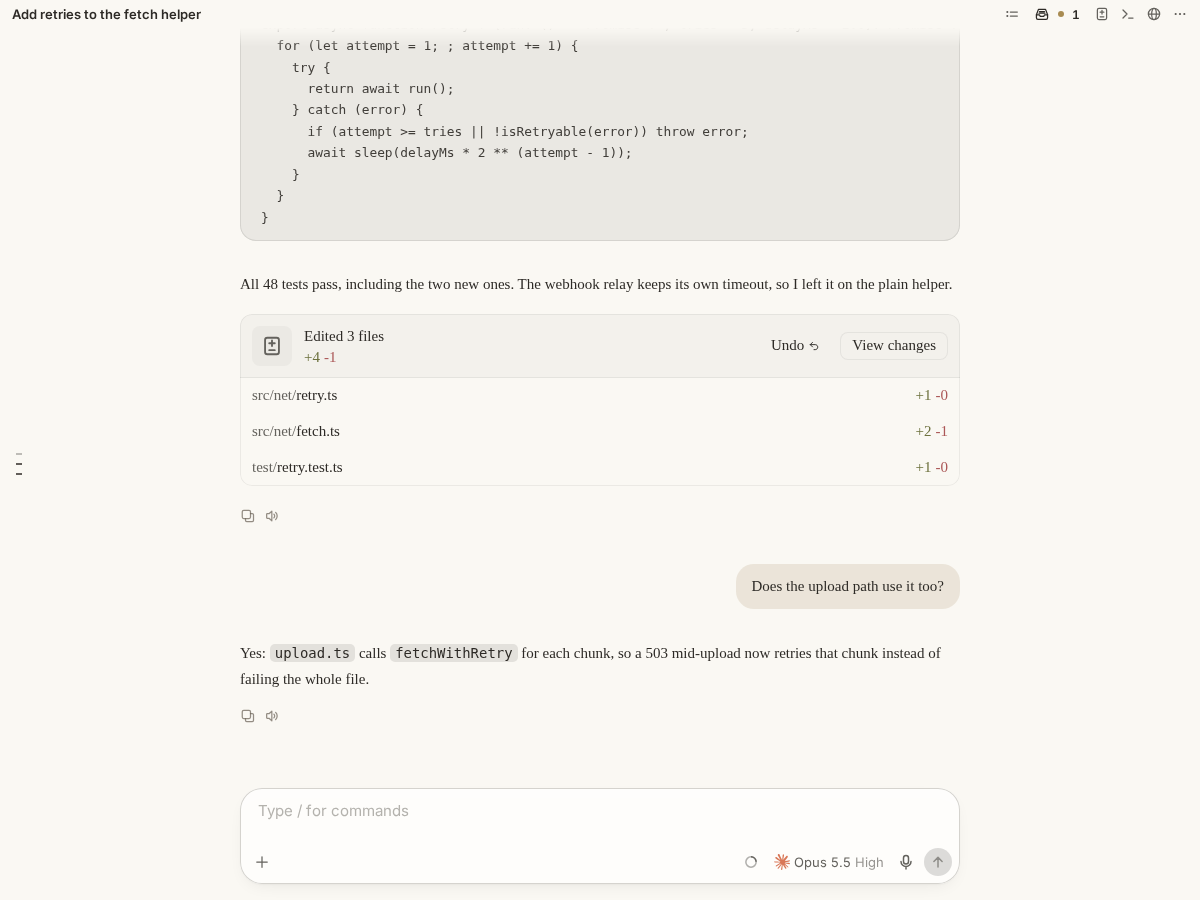 Add retries to the fetch helper
1
for (let attempt = 1; ; attempt += 1) {
try {
return await run();
} catch (error) {
if (attempt >= tries || !isRetryable(error)) throw error;
await sleep(delayMs * 2 ** (attempt - 1));
}
}
}
All 48 tests pass, including the two new ones. The webhook relay keeps its own timeout, so I left it on the plain helper.
Edited 3 files
+4 -1
Undo
View changes
src/net/retry.ts +1 -0
src/net/fetch.ts +2 -1
test/retry.test.ts +1 -0
Does the upload path use it too?
Yes: upload.ts calls fetchWithRetry for each chunk, so a 503 mid-upload now retries that chunk instead of
failing the whole file.
Type / for commands
Opus 5.5 High